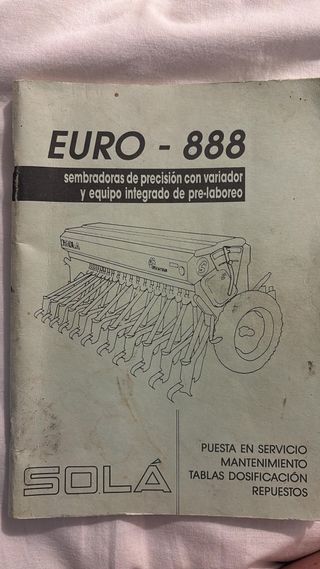 EURO - 888
sembradoras de precisión con variador
y equipo integrado de pre-laboreo
SOLA
PUESTA EN SERVICIO
MANTENIMIENTO
TABLAS DOSIFICACIÓN
REPUESTOS
SOLÁ